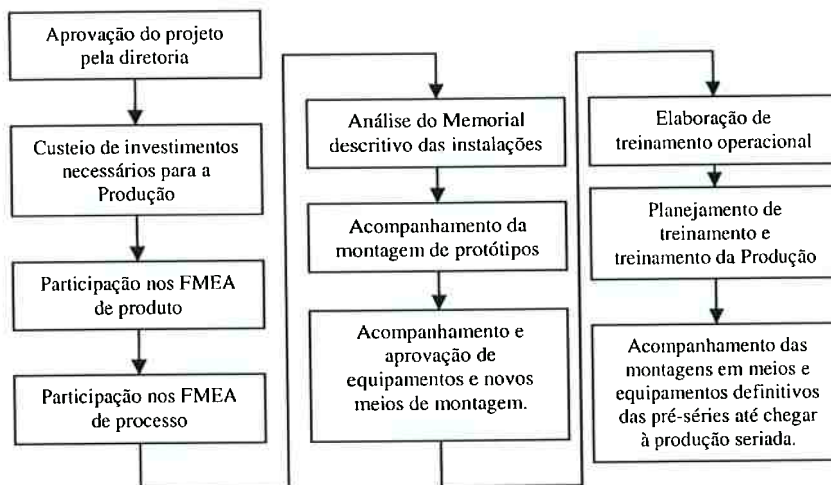 Aprovação do projeto
pela diretoria
Custeio de investimentos
necessários para a
Produção
Participação nos FMEA
de produto
Participação nos FMEA
de processo
Análise do Memorial
descritivo das instalações
Acompanhamento da
montagem de protótipos
Acompanhamento e
aprovação de
equipamentos e novos
meios de montagem.
Elaboração de
treinamento operacional
Planejamento de
treinamento e
treinamento da Produção
Acompanhamento das
montagens em meios e
equipamentos definitivos
das pré-séries até chegar
à produção seriada.